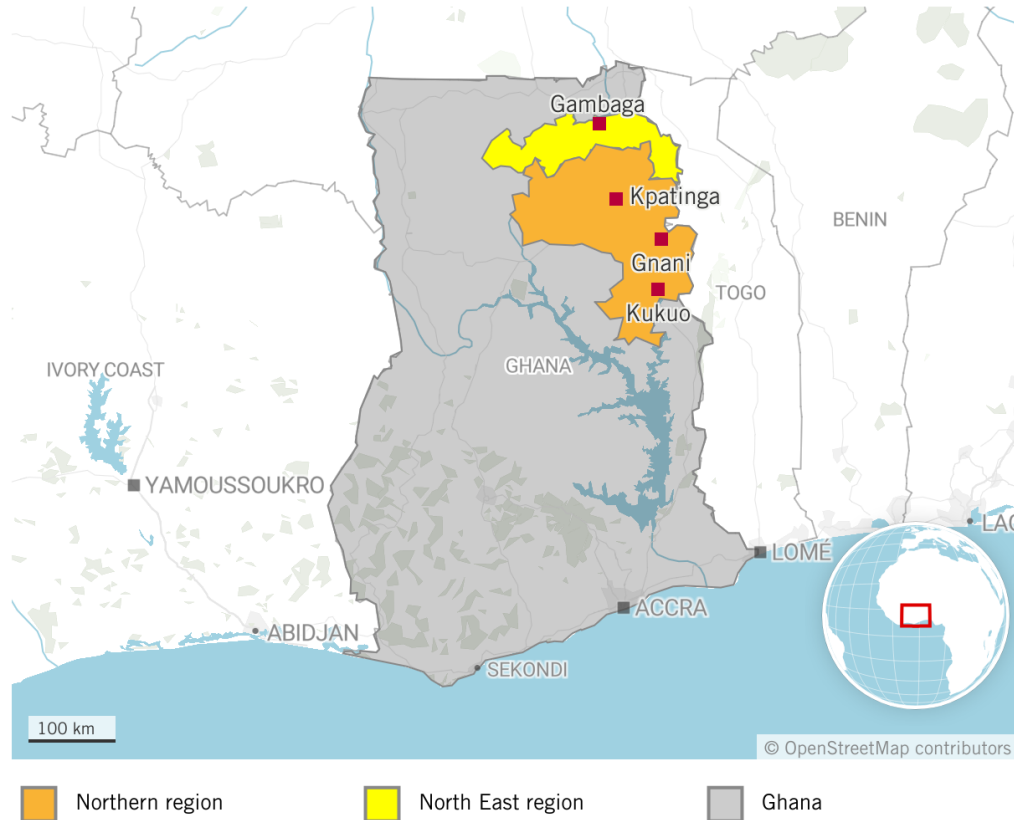 Gambaga
Kpatinga
BENIN
Gnani
TOGO
Kukuo
GHANA
IVORY COAST
YAMOUSSOUKRO
LAG
LOMÉ
ACCRA
ABIDJAN
SEKONDI
100 km
© OpenStreetMap contributors
Northern region
North East region
Ghana